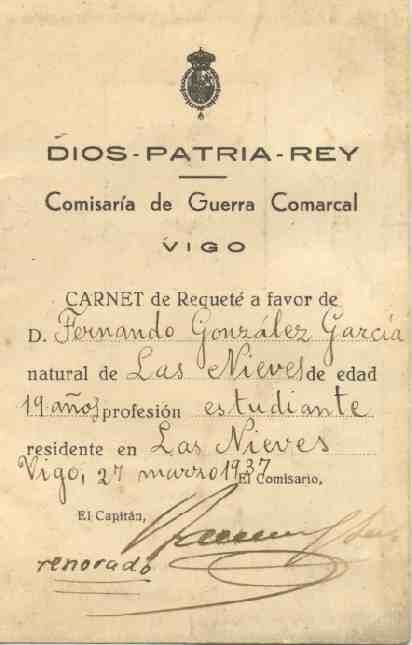 DIOS-PATRIA-REY
Comisaría de Guerra Comarcal
VIGO
CARNET de Requeté a favor de
D. Fernando González García
natural de Las Nieves de edad
19 años profesión estudiante
residente en Las Nieves
Vigo, 27 marzo 1937
El Comisario,
El Capitán,
renovado